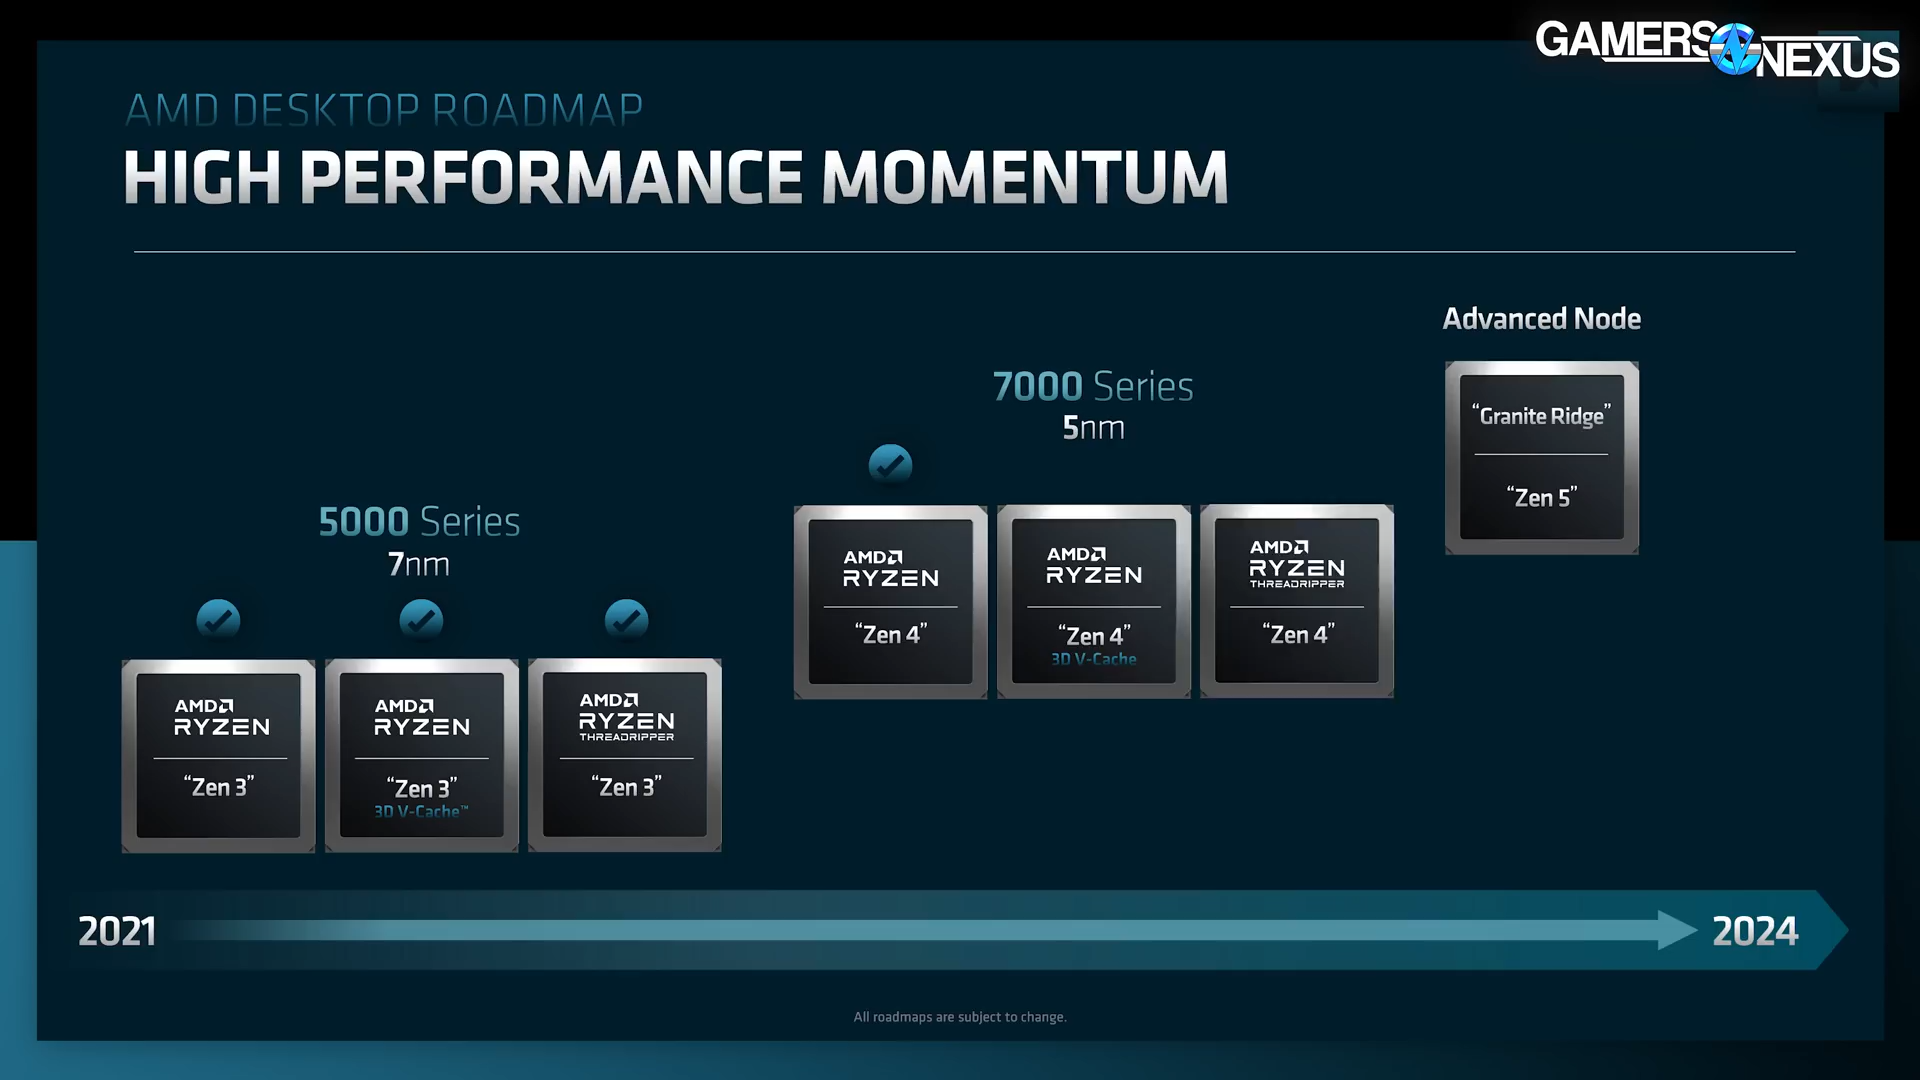 GAMERS NEXUS
AMD DESKTOP ROADMAP
HIGH PERFORMANCE MOMENTUM
Advanced Node
“Granite Ridge”
“Zen 5”
7000 Series
5nm
AMD
RYZEN
“Zen 4”
AMD
RYZEN
“Zen 4”
3D V-Cache
AMD
RYZEN
THREADRIPPER
“Zen 4”
5000 Series
7nm
AMD
RYZEN
“Zen 3”
AMD
RYZEN
“Zen 3”
3D V-Cache™
AMD
RYZEN
THREADRIPPER
“Zen 3”
2021
2024
All roadmaps are subject to change.